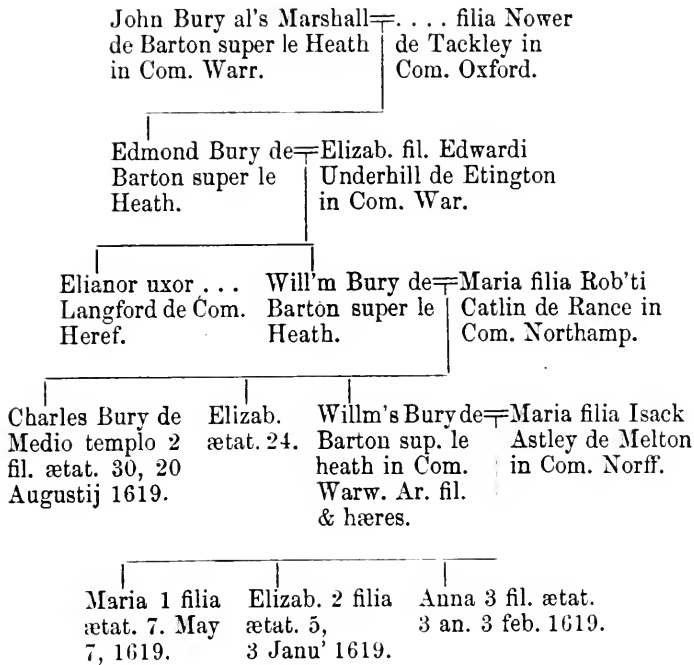 John Bury al's Marshall=. . . . filia Nower
de Barton super le Heath de Tackley in
in Com. Warr. Com. Oxford.
Edmond Bury de=Elizab. fil. Edwardi
Barton super le Underhill de Etington
Heath. in Com. War.
Elianor uxor . . .
Langford de Com.
Heref.
Will'm Bury de=Maria filia Rob'ti
Barton super le Catlin de Rance in
Heath. Com. Northamp.
Charles Bury de
Medio templo 2
fil. ætat. 30, 20
Augustij 1619.
Elizab.
ætat. 24.
Willm's Bury de=Maria filia Isack
Barton sup. le Astley de Melton
heath in Com. in Com. Norff.
Warw. Ar. fil.
& hæres.
Maria 1 filia
ætat. 7. May
7, 1619.
Elizab. 2 filia
ætat. 5,
3 Janu' 1619.
Anna 3 fil. ætat.
3 an. 3 feb. 1619.